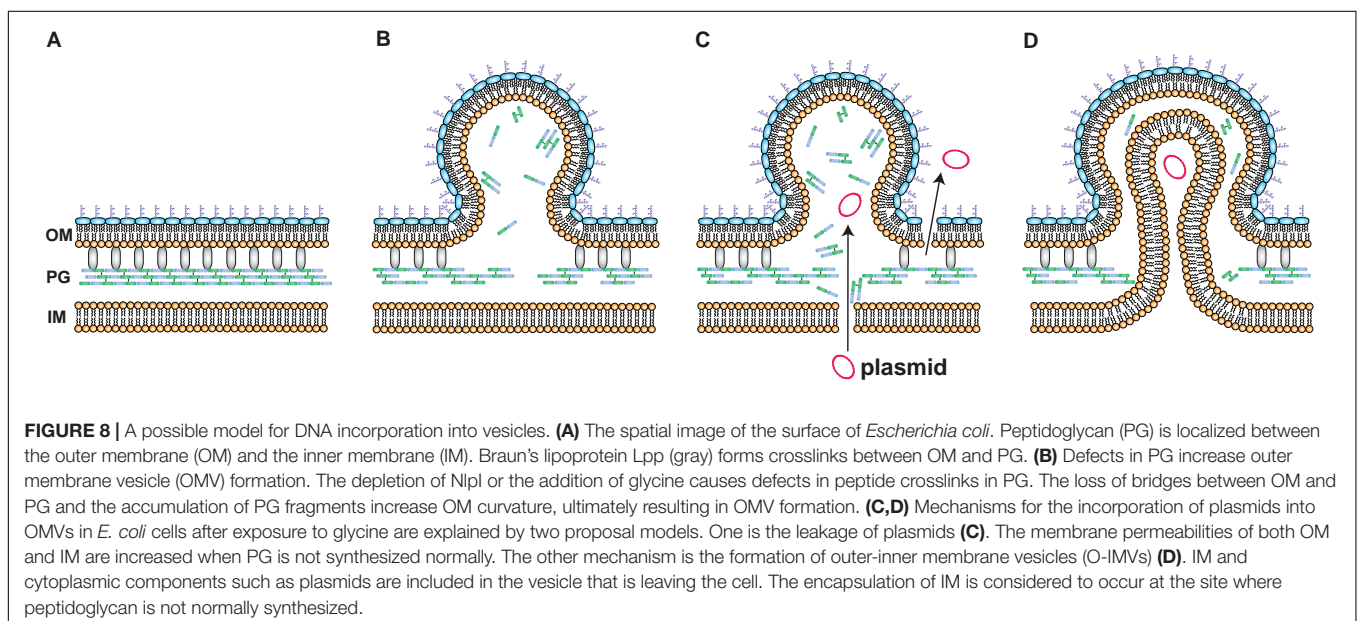 A
B
C
D
OM
PG
IM
plasmid
FIGURE 8 | A possible model for DNA incorporation into vesicles. (A) The spatial image of the surface of Escherichia coli. Peptidoglycan (PG) is localized between
the outer membrane (OM) and the inner membrane (IM). Braun's lipoprotein Lpp (gray) forms crosslinks between OM and PG. (B) Defects in PG increase outer
membrane vesicle (OMV) formation. The depletion of NlpI or the addition of glycine causes defects in peptide crosslinks in PG. The loss of bridges between OM and
PG and the accumulation of PG fragments increase OM curvature, ultimately resulting in OMV formation. (C,D) Mechanisms for the incorporation of plasmids into
OMVs in E. coli cells after exposure to glycine are explained by two proposal models. One is the leakage of plasmids (C). The membrane permeabilities of both OM
and IM are increased when PG is not synthesized normally. The other mechanism is the formation of outer-inner membrane vesicles (O-IMVs) (D). IM and
cytoplasmic components such as plasmids are included in the vesicle that is leaving the cell. The encapsulation of IM is considered to occur at the site where
peptidoglycan is not normally synthesized.